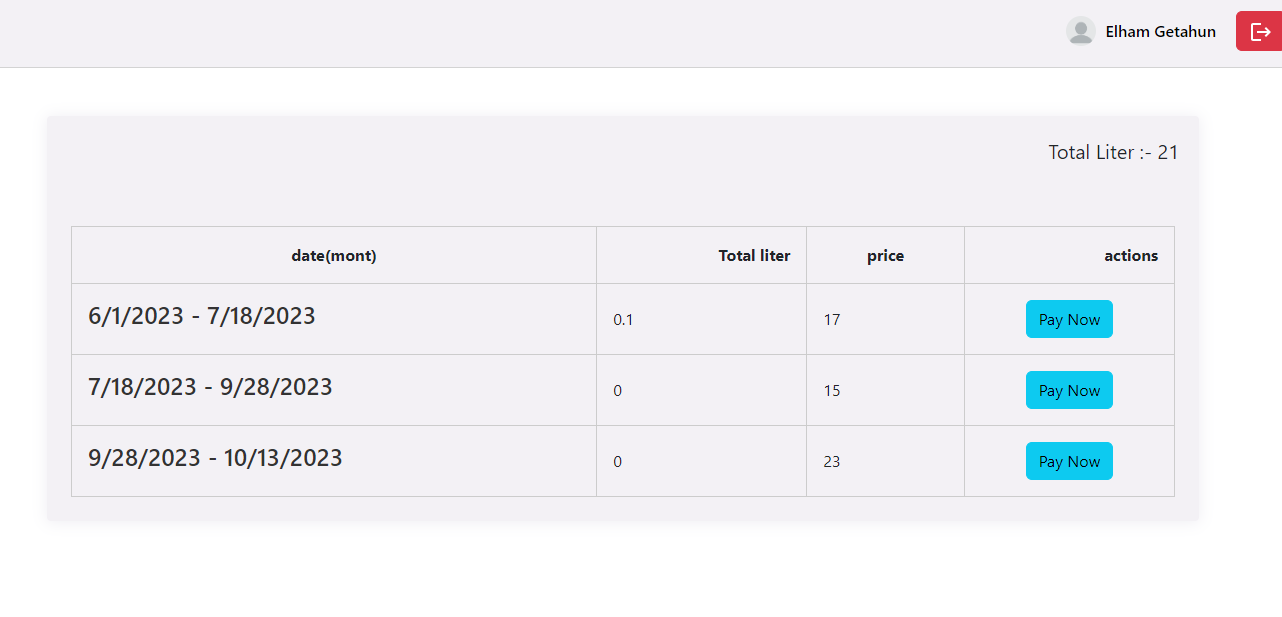 Elham Getahun
Total Liter :- 21
date(mont) Total liter price actions
6/1/2023 - 7/18/2023 0.1 17 Pay Now
7/18/2023 - 9/28/2023 0 15 Pay Now
9/28/2023 - 10/13/2023 0 23 Pay Now